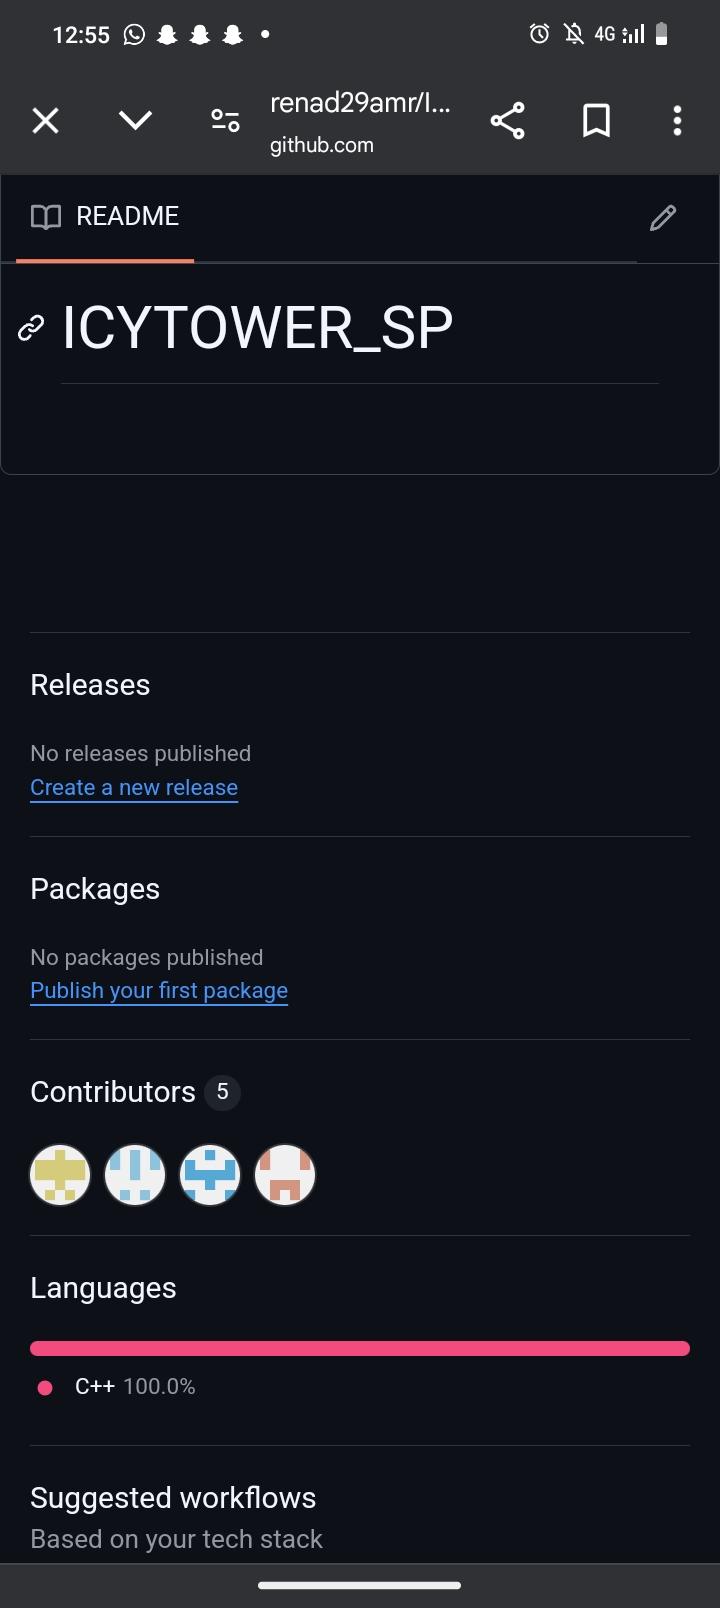 12:55
4G
renad29amr/I...
github.com
README
ICYTOWER_SP
Releases
No releases published
Create a new release
Packages
No packages published
Publish your first package
Contributors 5
Languages
C++ 100.0%
Suggested workflows
Based on your tech stack